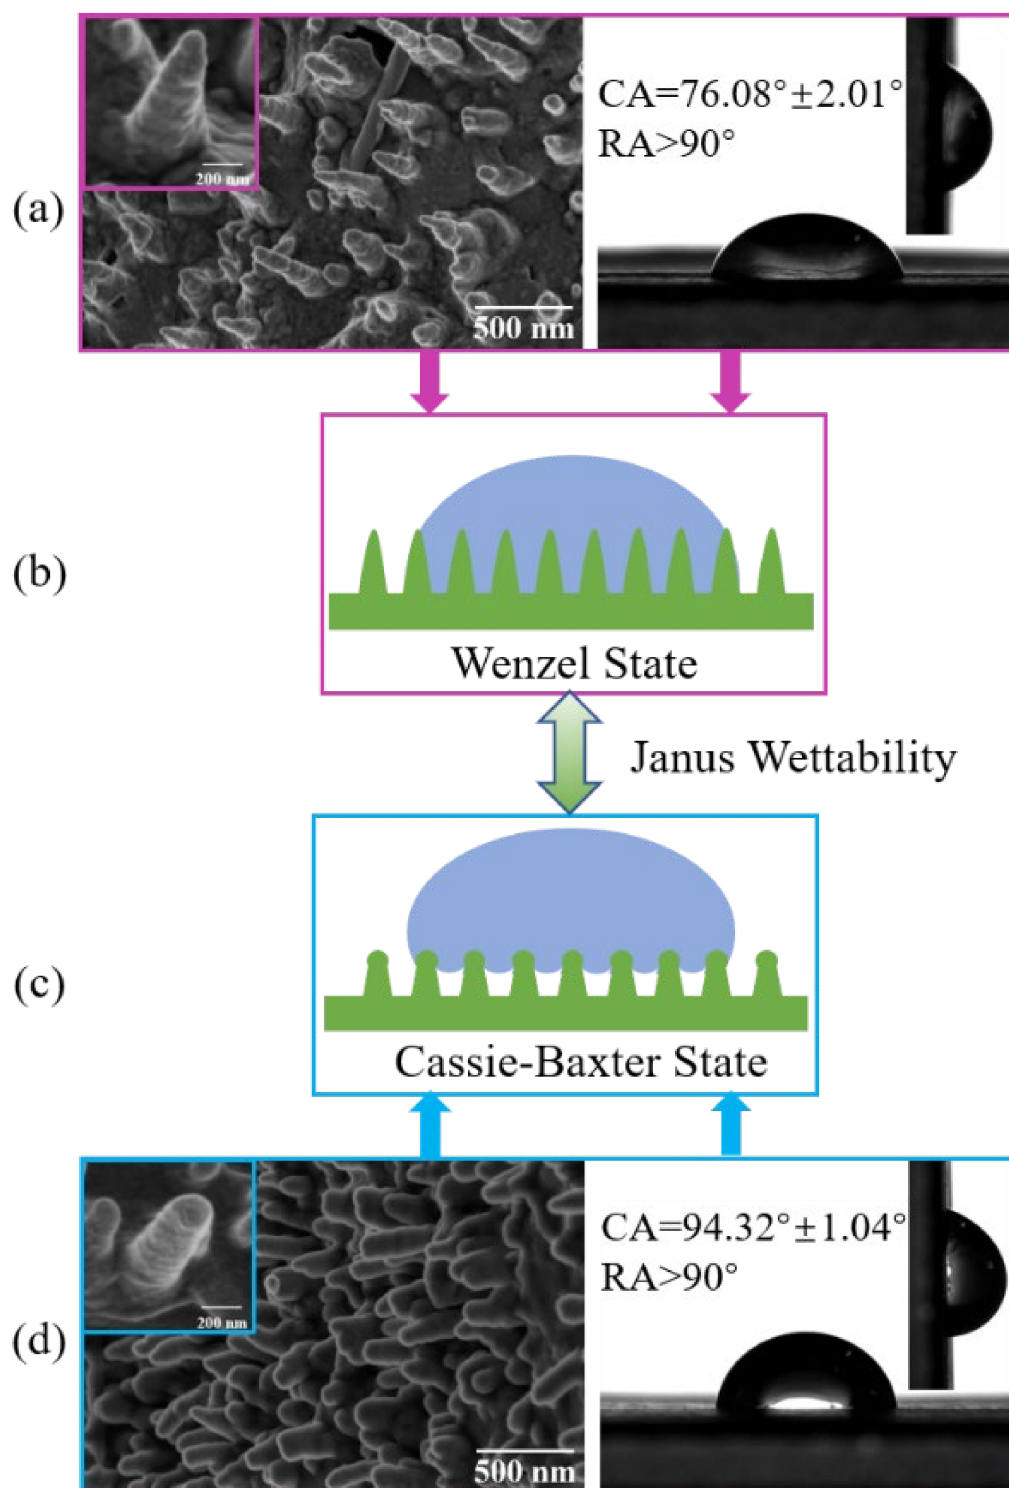 (a)
200 nm
500 nm
CA=76.08°±2.01°
RA>90°
(b)
Wenzel State
Janus Wettability
(c)
Cassie-Baxter State
(d)
200 nm
500 nm
CA=94.32°±1.04°
RA>90°